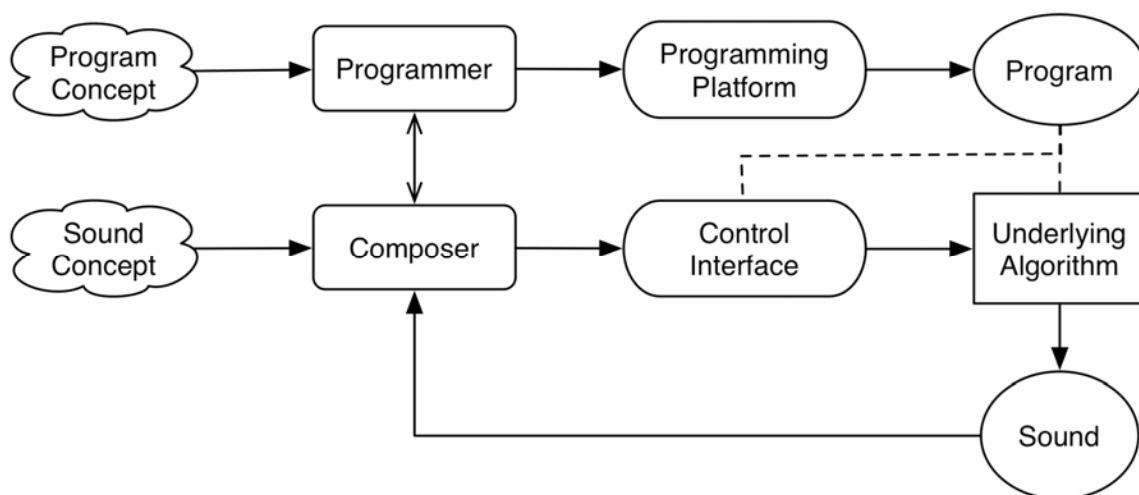 Program
Concept
Programmer
Programming
Platform
Program
Sound
Concept
Composer
Control
Interface
Underlying
Algorithm
Sound